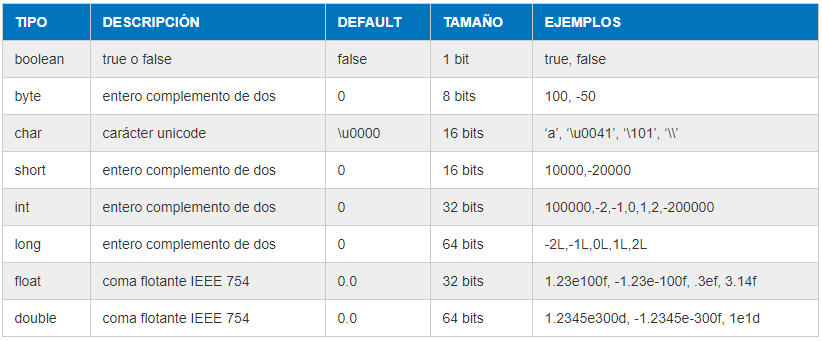 TIPO DESCRIPCIÓN DEFAULT TAMAÑO EJEMPLOS
boolean true o false false 1 bit true, false
byte entero complemento de dos 0 8 bits 100, -50
char carácter unicode \u0000 16 bits ‘a’, ‘\u0041’, ‘\101’, ‘\\’
short entero complemento de dos 0 16 bits 10000,-20000
int entero complemento de dos 0 32 bits 100000,-2,-1,0,1,2,-200000
long entero complemento de dos 0 64 bits -2L,-1L,0L,1L,2L
float coma flotante IEEE 754 0.0 32 bits 1.23e100f, -1.23e-100f, .3ef, 3.14f
double coma flotante IEEE 754 0.0 64 bits 1.2345e300d, -1.2345e-300f, 1e1d